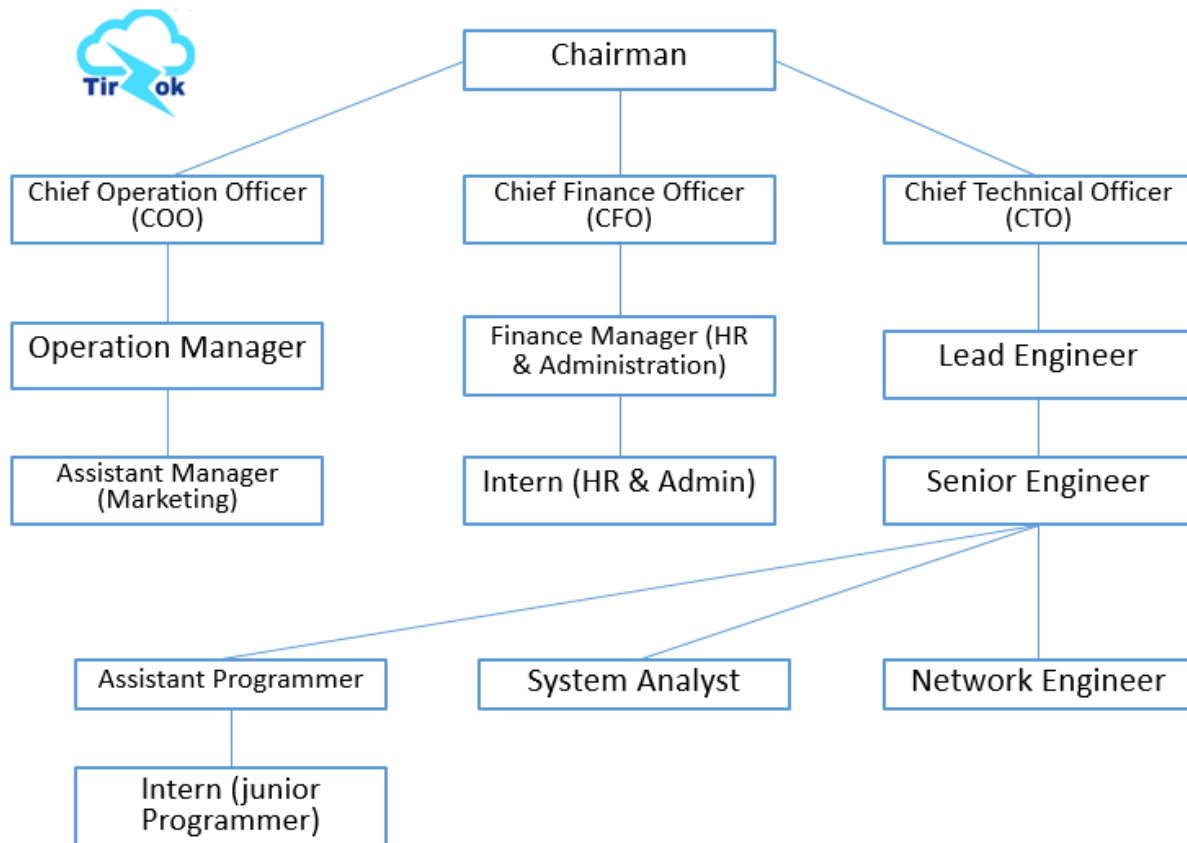 Tir ok
Chairman
Chief Operation Officer
(COO)
Chief Finance Officer
(CFO)
Chief Technical Officer
(CTO)
Operation Manager
Finance Manager (HR
& Administration)
Lead Engineer
Assistant Manager
(Marketing)
Intern (HR & Admin)
Senior Engineer
Assistant Programmer
System Analyst
Network Engineer
Intern (junior
Programmer)